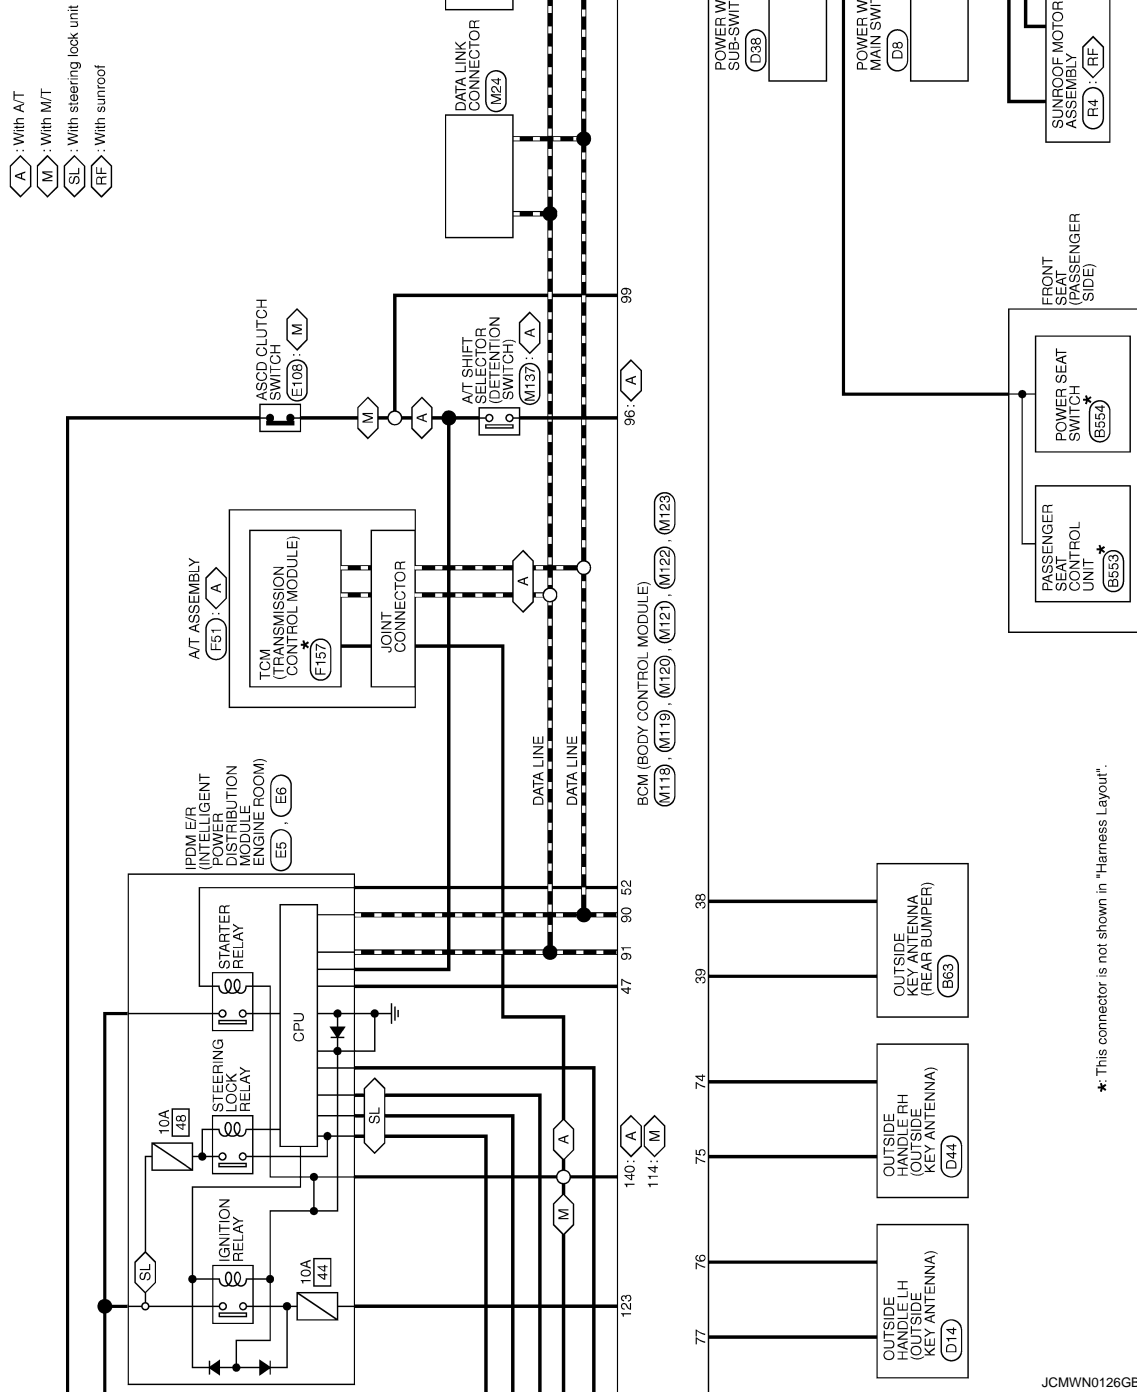 A : With A/T
M : With M/T
SL : With steering lock unit
RF : With sunroof
DATA LINK
CONNECTOR
M24
ASCD CLUTCH
SWITCH
E108 : M
M
A
A/T SHIFT
SELECTOR
(DETENTION
SWITCH)
M137 : A
99
96 : A
A/T ASSEMBLY
F51 : A
TCM
(TRANSMISSION
CONTROL MODULE)
*
F157
JOINT
CONNECTOR
A
DATA LINE
DATA LINE
BCM (BODY CONTROL MODULE)
M118 , M119 , M120 , M121 , M122 , M123
IPDM E/R
(INTELLIGENT
POWER
DISTRIBUTION
MODULE
ENGINE ROOM)
E5 , E6
STARTER
RELAY
STEERING
LOCK
RELAY
IGNITION
RELAY
CPU
10A
48
10A
44
SL
SL
A
M
52
90
91
47
140 : A
114 : M
123
38
39
74
75
76
77
OUTSIDE
KEY ANTENNA
(REAR BUMPER)
B63
OUTSIDE
HANDLE RH
(OUTSIDE
KEY ANTENNA)
D44
OUTSIDE
HANDLE LH
(OUTSIDE
KEY ANTENNA)
D14
POWER W
SUB-SWIT
D38
POWER W
MAIN SWIT
D8
SUNROOF MOTOR
ASSEMBLY
R4 : RF
FRONT
SEAT
(PASSENGER
SIDE)
POWER SEAT
SWITCH
*
B554
PASSENGER
SEAT
CONTROL
UNIT
*
B553
*: This connector is not shown in "Harness Layout".
JCMWN0126GE